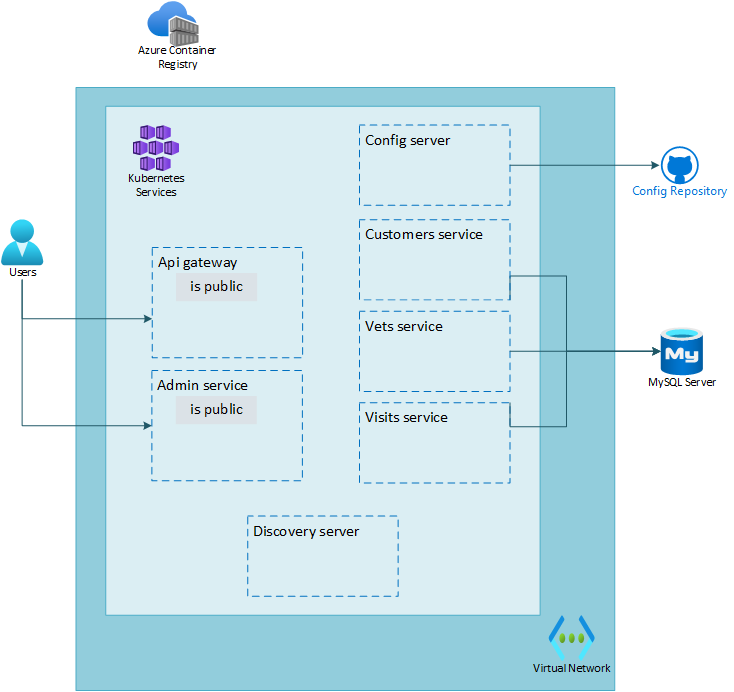 Azure Container
Registry
Kubernetes
Services
Config server
Config Repository
Customers service
Users
Api gateway
is public
Vets service
MySQL Server
My
Admin service
is public
Visits service
Discovery server
Virtual Network